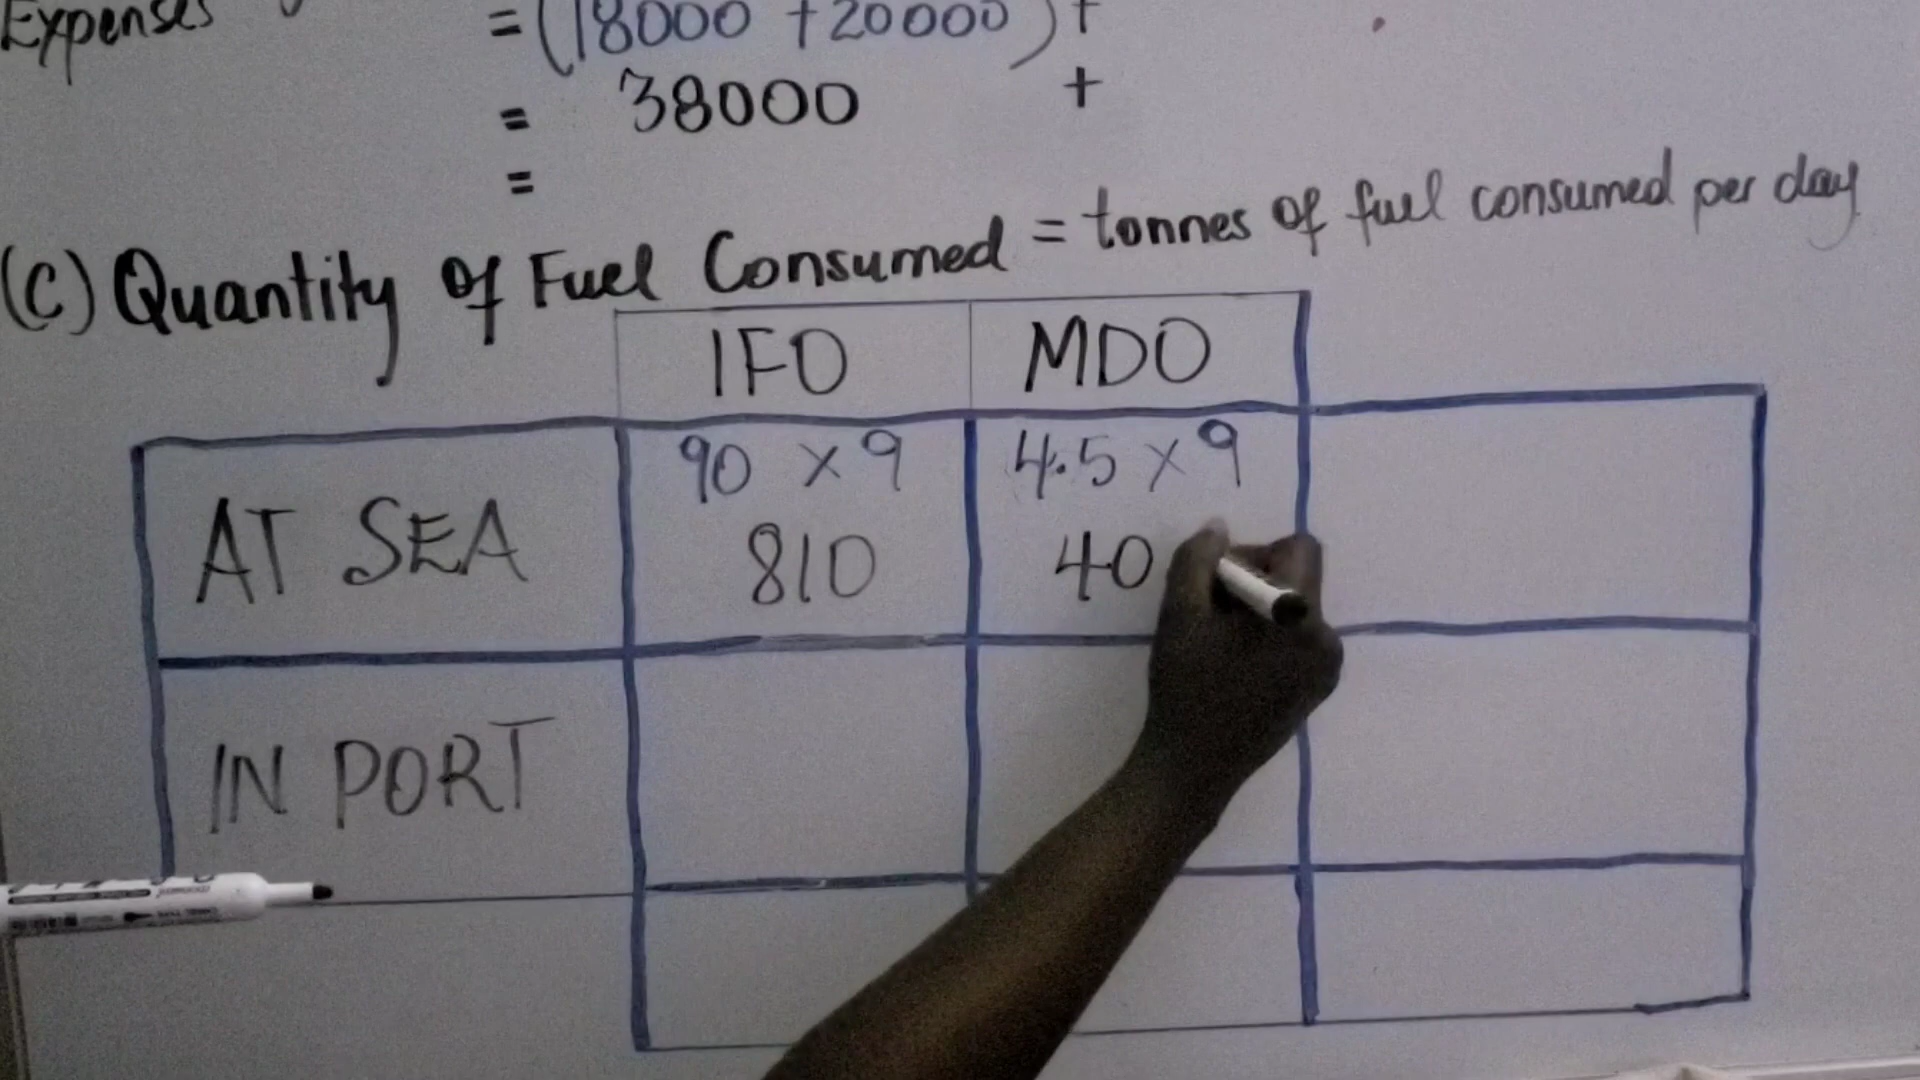 Expenses = (18000 + 20000) +
= 38000 +
=
(C) Quantity of Fuel Consumed = tonnes of fuel consumed per day
IFO MDO
90 x 9 4.5 x 9
AT SEA 810 40
IN PORT